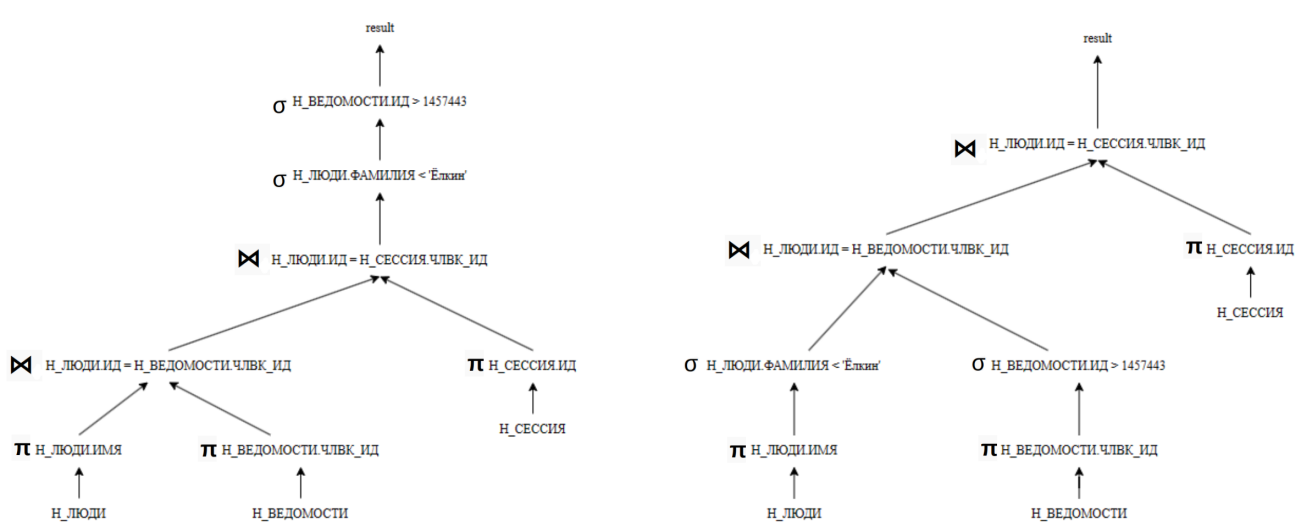 result
σ Н_ВЕДОМОСТИ.ИД > 1457443
σ Н_ЛЮДИ.ФАМИЛИЯ < 'Ёлкин'
⋈ Н_ЛЮДИ.ИД = Н_СЕССИЯ.ЧЛВК_ИД
⋈ Н_ЛЮДИ.ИД = Н_ВЕДОМОСТИ.ЧЛВК_ИД
π Н_СЕССИЯ.ИД
Н_СЕССИЯ
π Н_ЛЮДИ.ИМЯ
π Н_ВЕДОМОСТИ.ЧЛВК_ИД
Н_ЛЮДИ
Н_ВЕДОМОСТИ
result
⋈ Н_ЛЮДИ.ИД = Н_СЕССИЯ.ЧЛВК_ИД
⋈ Н_ЛЮДИ.ИД = Н_ВЕДОМОСТИ.ЧЛВК_ИД
π Н_СЕССИЯ.ИД
Н_СЕССИЯ
σ Н_ЛЮДИ.ФАМИЛИЯ < 'Ёлкин'
σ Н_ВЕДОМОСТИ.ИД > 1457443
π Н_ЛЮДИ.ИМЯ
π Н_ВЕДОМОСТИ.ЧЛВК_ИД
Н_ЛЮДИ
Н_ВЕДОМОСТИ